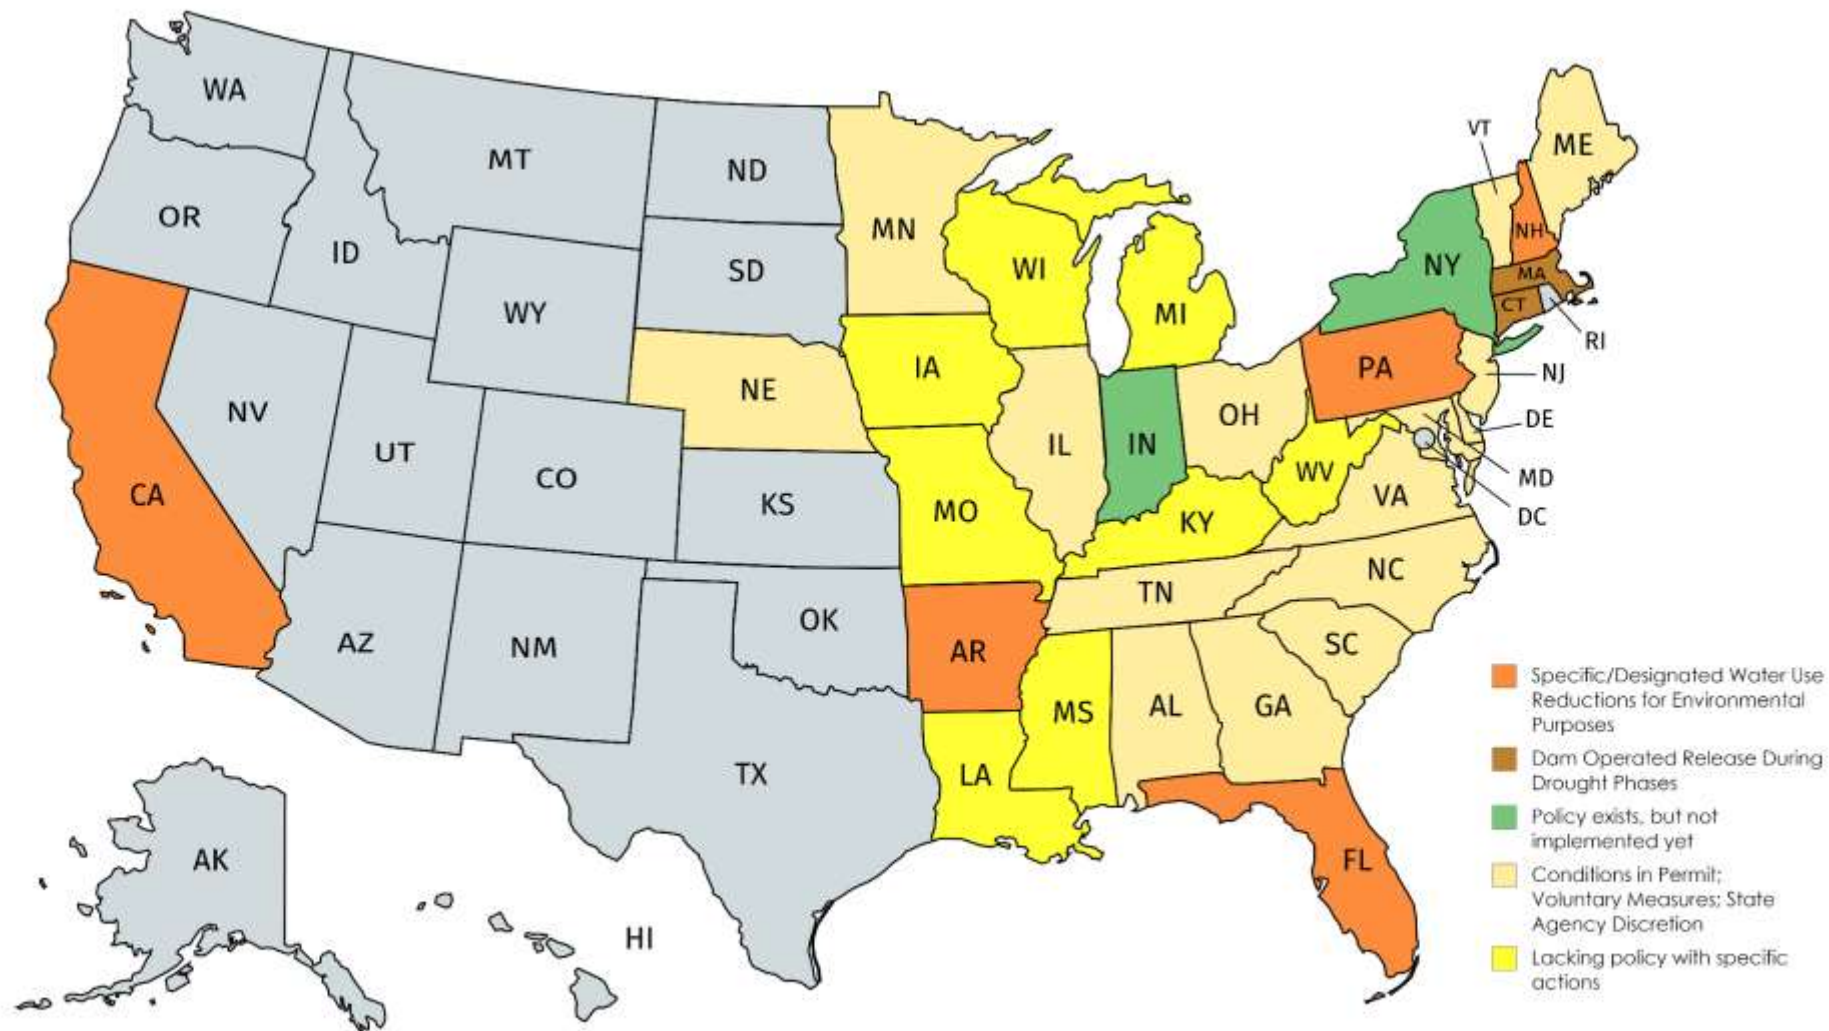 WA
MT
ND
VT
ME
OR
ID
MN
NH
SD
WI
NY
MA
WY
MI
CT
RI
IA
PA
NJ
NE
NV
OH
DE
UT
IL
IN
CO
WV
MD
CA
KS
MO
VA
DC
KY
NC
TN
OK
AZ
NM
AR
SC
MS
AL
GA
TX
LA
AK
FL
HI
Specific/Designated Water Use
Reductions for Environmental
Purposes
Dam Operated Release During
Drought Phases
Policy exists, but not
implemented yet
Conditions in Permit;
Voluntary Measures; State
Agency Discretion
Lacking policy with specific
actions